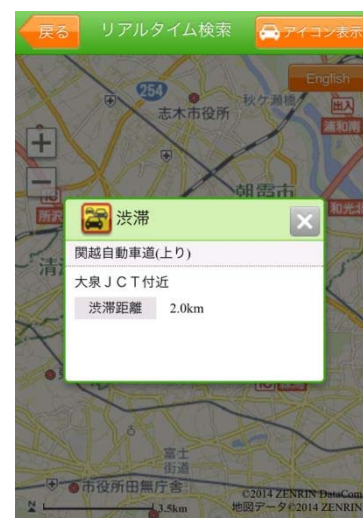 戻る
リアルタイム検索
アイコン表示
English
254
志木市役所
秋ケ瀬橋
出入
浦和南
朝霞市
和光北
所沢
渋滞
関越自動車道(上り)
大泉ＪＣＴ付近
渋滞距離 2.0km
富士
街道
市役所田無庁舎
3.5km
©2014 ZENRIN DataCom
地図データ©2014 ZENRIN